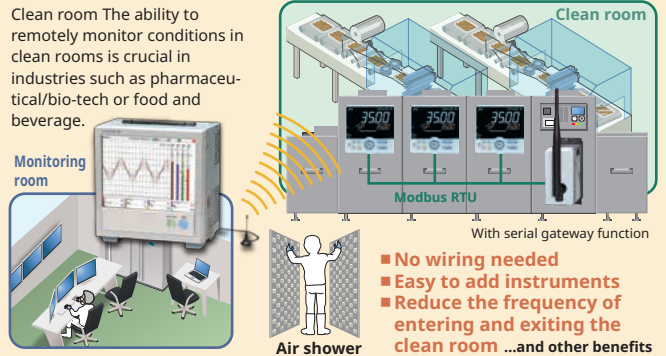 Clean room The ability to
remotely monitor conditions in
clean rooms is crucial in
industries such as pharmaceu-
tical/bio-tech or food and
beverage.
Monitoring
room
Clean room
3500
3500
3500
Modbus RTU
With serial gateway function
Air shower
■ No wiring needed
■ Easy to add instruments
■ Reduce the frequency of
entering and exiting the
clean room ...and other benefits